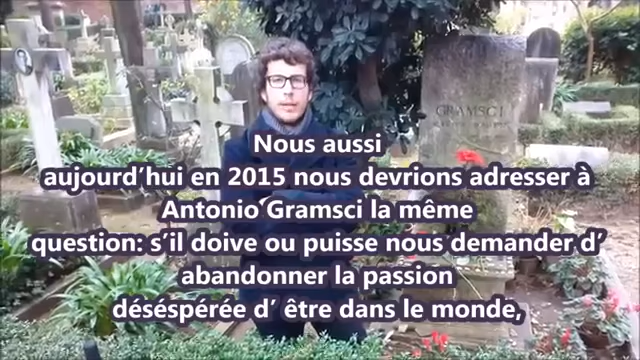 GRAMSCI
Nous aussi
aujourd’hui en 2015 nous devrions adresser à
Antonio Gramsci la même
question: s’il doive ou puisse nous demander d’
abandonner la passion
déséspérée d’ être dans le monde,